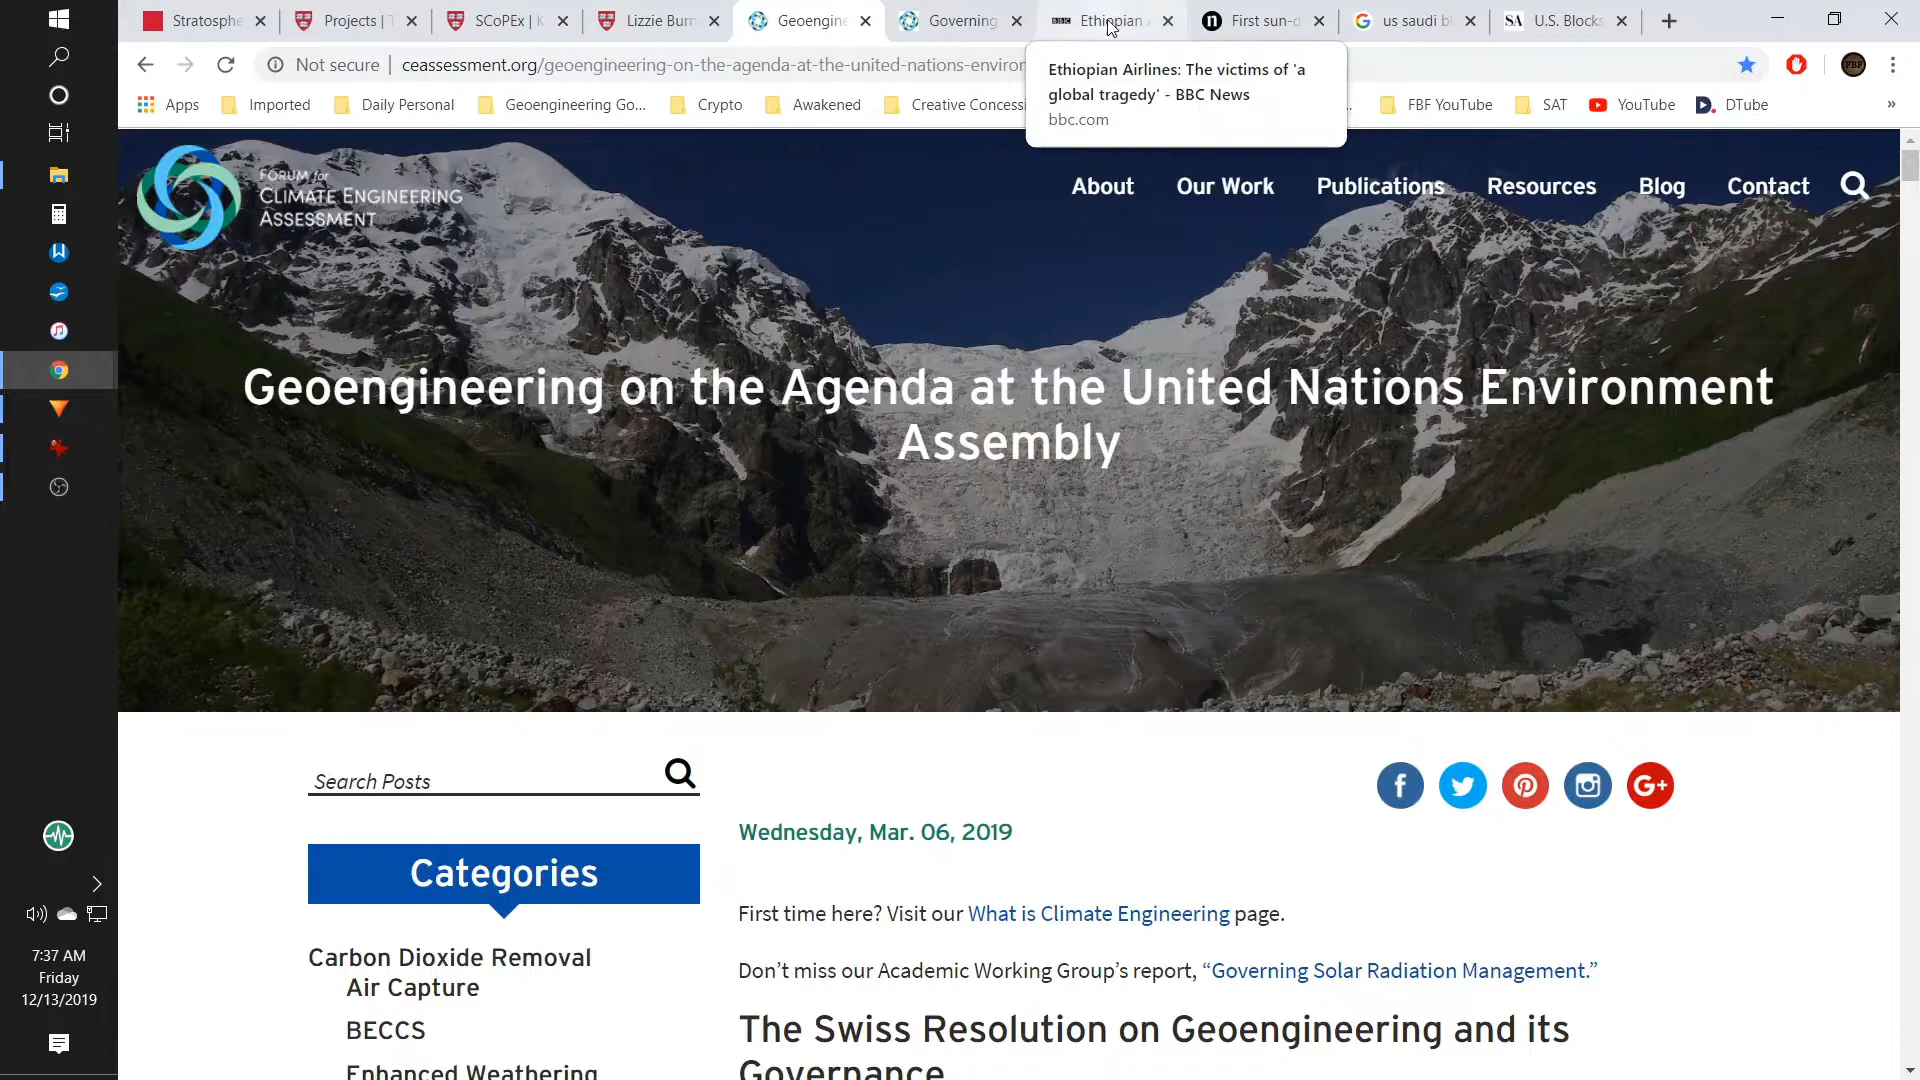 Stratosphe
Projects | T
SCoPEx | K
Lizzie Burn
Geoengine
Governing
BBC
Ethiopian A
First sun-d
us saudi bl
SA U.S. Blocks
Not secure | ceassessment.org/geoengineering-on-the-agenda-at-the-united-nations-environ
FBF
Ethiopian Airlines: The victims of 'a
global tragedy' - BBC News
bbc.com
Apps
Imported
Daily Personal
Geoengineering Go...
Crypto
Awakened
Creative Concessi
FBF YouTube
SAT
YouTube
DTube
»
FORUM for
CLIMATE ENGINEERING
ASSESSMENT
About
Our Work
Publications
Resources
Blog
Contact
Geoengineering on the Agenda at the United Nations Environment
Assembly
Search Posts
Categories
Carbon Dioxide Removal
Air Capture
BECCS
Enhanced Weathering
Wednesday, Mar. 06, 2019
First time here? Visit our What is Climate Engineering page.
Don’t miss our Academic Working Group’s report, “Governing Solar Radiation Management.”
The Swiss Resolution on Geoengineering and its
Governance
7:37 AM
Friday
12/13/2019